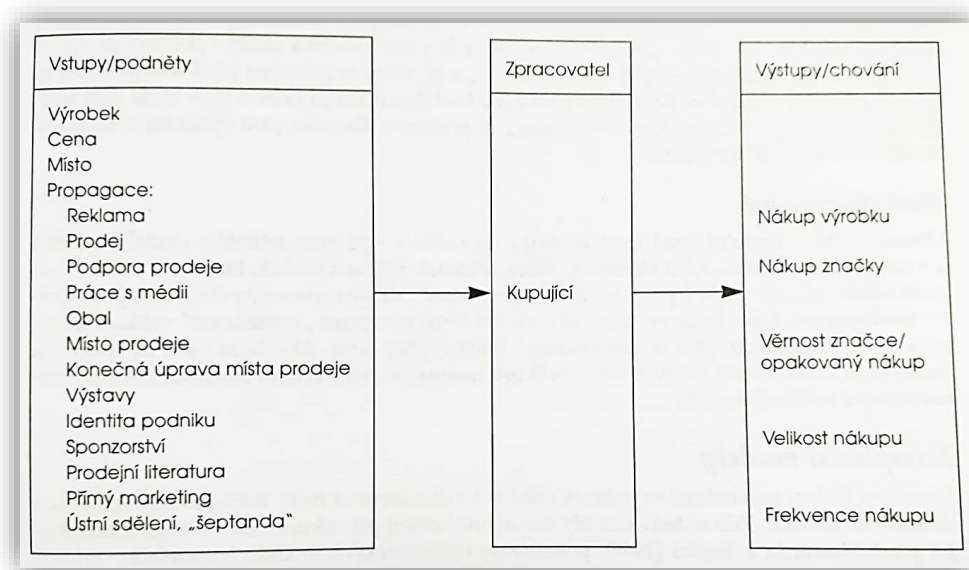 Vstupy/podněty
Výrobek
Cena
Místo
Propagace:
Reklama
Prodej
Podpora prodeje
Práce s médii
Obal
Místo prodeje
Konečná úprava místa prodeje
Výstavy
Identita podniku
Sponzorství
Prodejní literatura
Přímý marketing
Ústní sdělení, „šeptanda"
Zpracovatel
Kupující
Výstupy/chování
Nákup výrobku
Nákup značky
Věrnost značce/
opakovaný nákup
Velikost nákupu
Frekvence nákupu